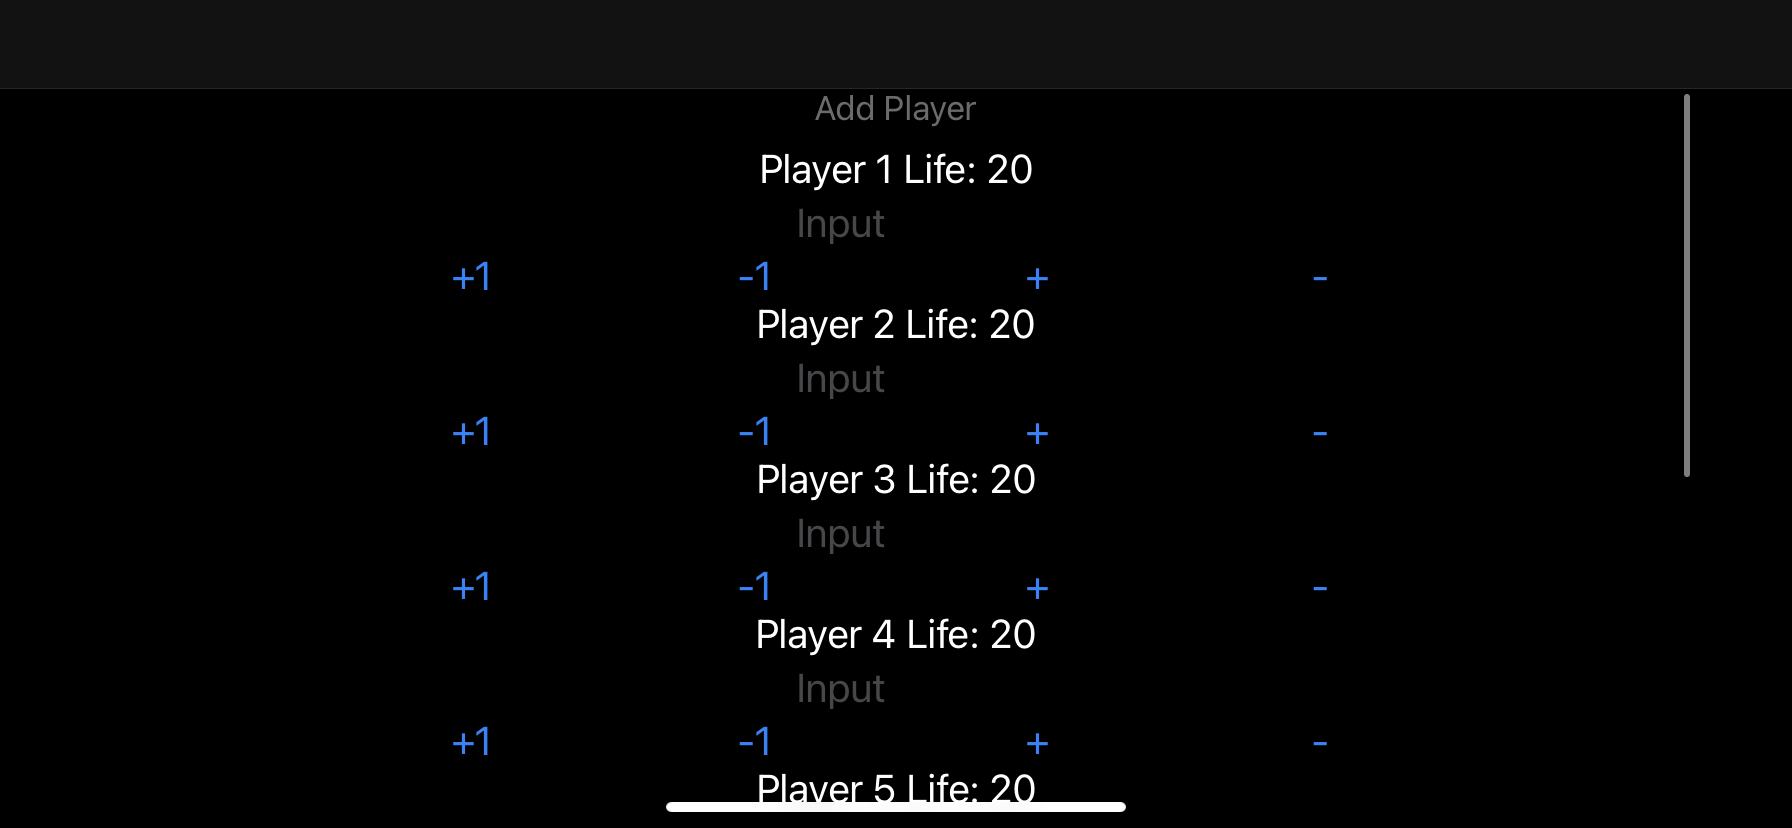 Add Player
Player 1 Life: 20
Input
+1 -1 + -
Player 2 Life: 20
Input
+1 -1 + -
Player 3 Life: 20
Input
+1 -1 + -
Player 4 Life: 20
Input
+1 -1 + -
Player 5 Life: 20